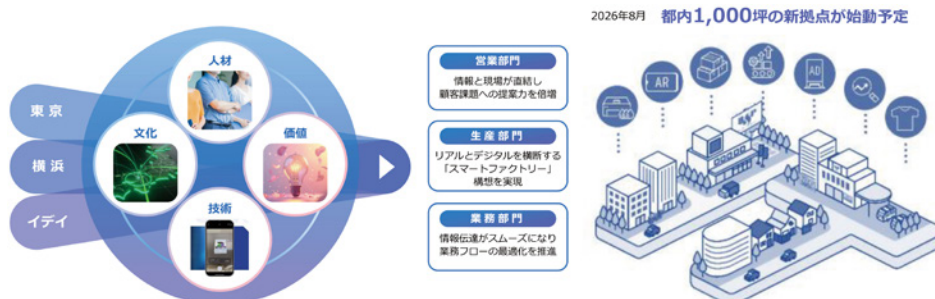 2026年8月 都内1,000坪の新拠点が始動予定
東京
横浜
イデイ
人材
文化
価値
技術
営業部門
情報と現場が直結し
顧客課題への提案力を倍増
生産部門
リアルとデジタルを横断する
「スマートファクトリー」
構想を実現
業務部門
情報伝達がスムーズになり
業務フローの最適化を推進
AR
AD